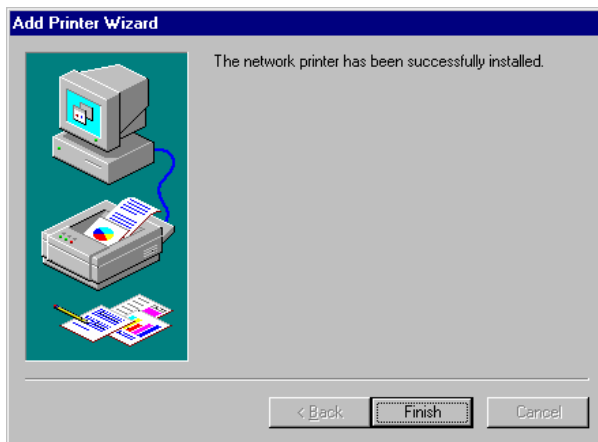 Add Printer Wizard
The network printer has been successfully installed.
< Back
Finish
Cancel